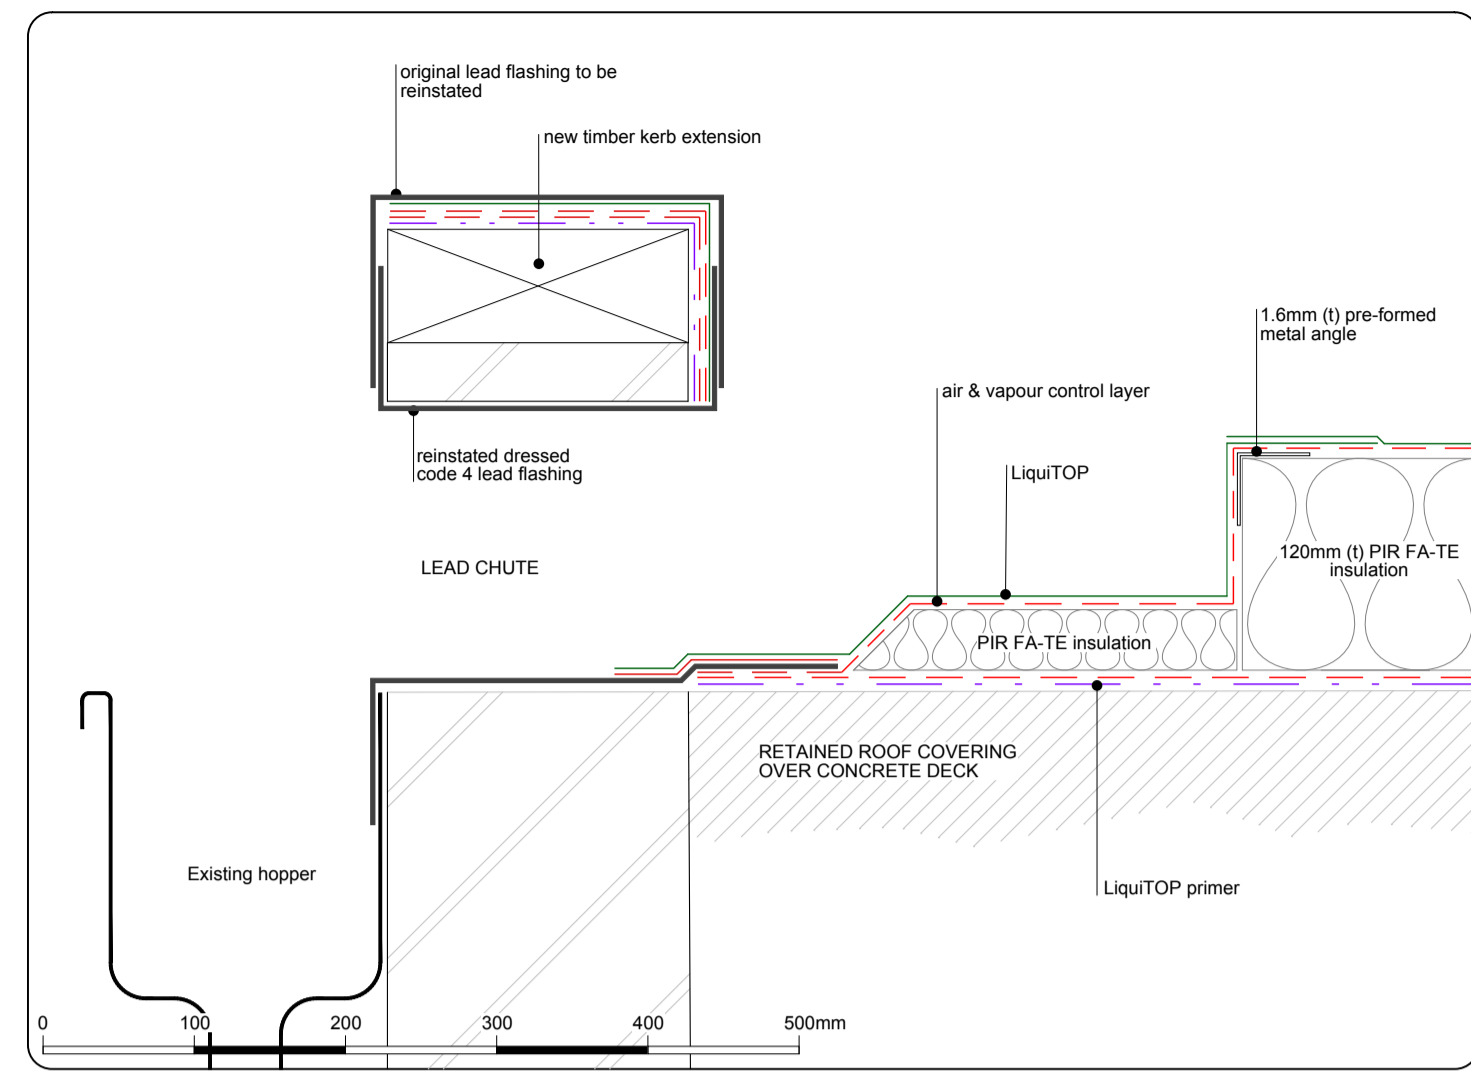 original lead flashing to be
reinstated
new timber kerb extension
1.6mm (t) pre-formed
metal angle
air & vapour control layer
reinstated dressed
code 4 lead flashing
LiquiTOP
LEAD CHUTE
120mm (t) PIR FA-TE
insulation
PIR FA-TE insulation
RETAINED ROOF COVERING
OVER CONCRETE DECK
Existing hopper
LiquiTOP primer
0 100 200 300 400 500mm